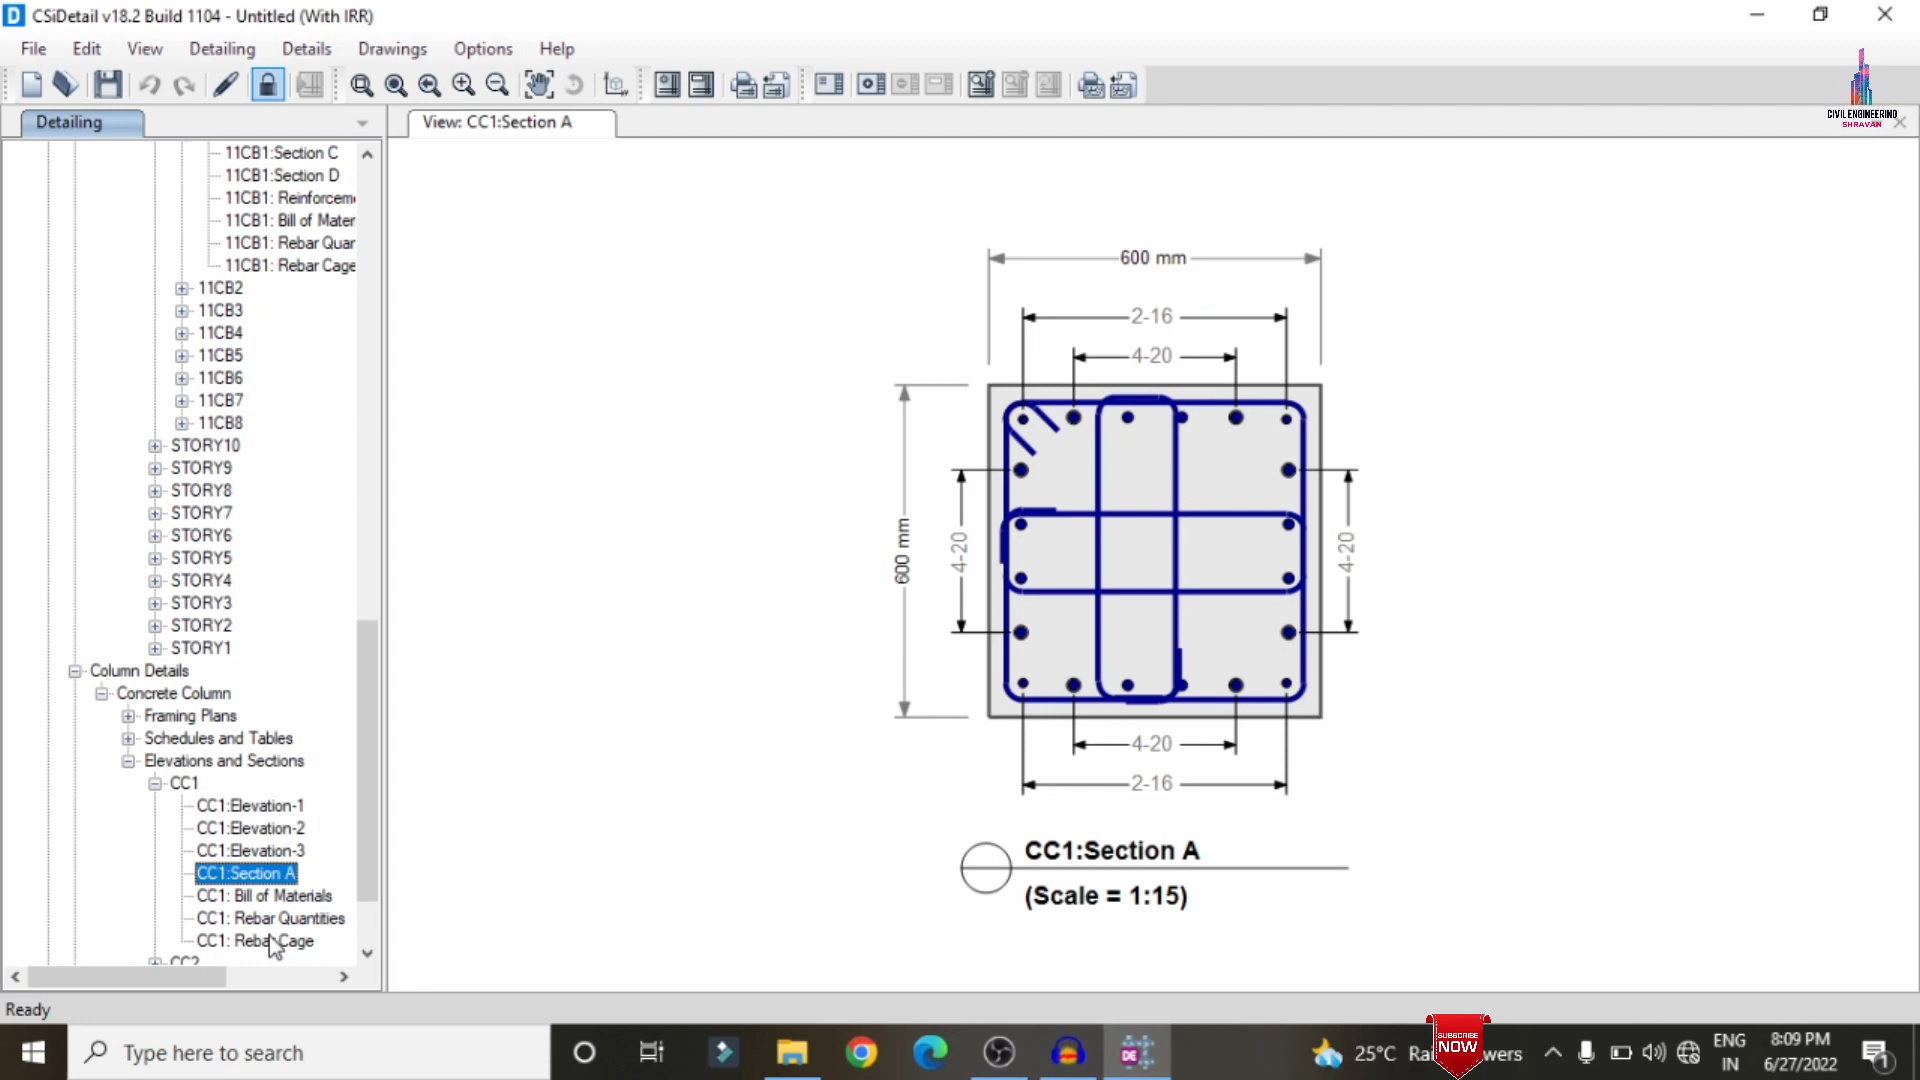 CSiDetail v18.2 Build 1104 - Untitled (With IRR)
File Edit View Detailing Details Drawings Options Help
CIVIL ENGINEERING
SHRAVAN
Detailing
View: CC1:Section A
11CB1:Section C
11CB1:Section D
11CB1: Reinforceme
11CB1: Bill of Mater
11CB1: Rebar Quar
11CB1: Rebar Cage
11CB2
11CB3
11CB4
11CB5
11CB6
11CB7
11CB8
STORY10
STORY9
STORY8
STORY7
STORY6
STORY5
STORY4
STORY3
STORY2
STORY1
Column Details
Concrete Column
Framing Plans
Schedules and Tables
Elevations and Sections
CC1
CC1:Elevation-1
CC1:Elevation-2
CC1:Elevation-3
CC1:Section A
CC1: Bill of Materials
CC1: Rebar Quantities
CC1: Rebar Cage
CC2
600 mm
2-16
4-20
600 mm
4-20
4-20
4-20
2-16
CC1:Section A
(Scale = 1:15)
Ready
Type here to search
DE
25°C
SUBSCRIBE
NOW
ENG
IN
8:09 PM
6/27/2022
1